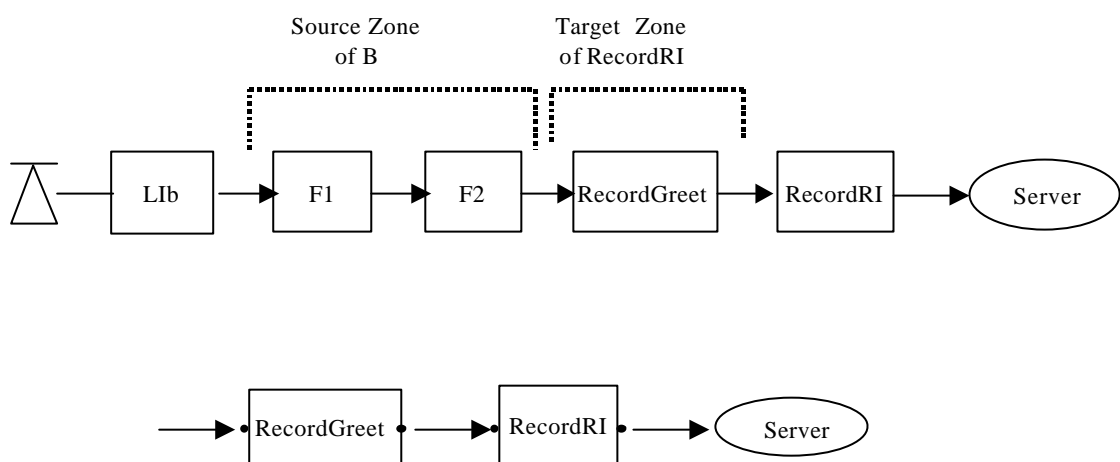 Source Zone
of B
Target Zone
of RecordRI
LIb
F1
F2
RecordGreet
RecordRI
Server
RecordGreet
RecordRI
Server